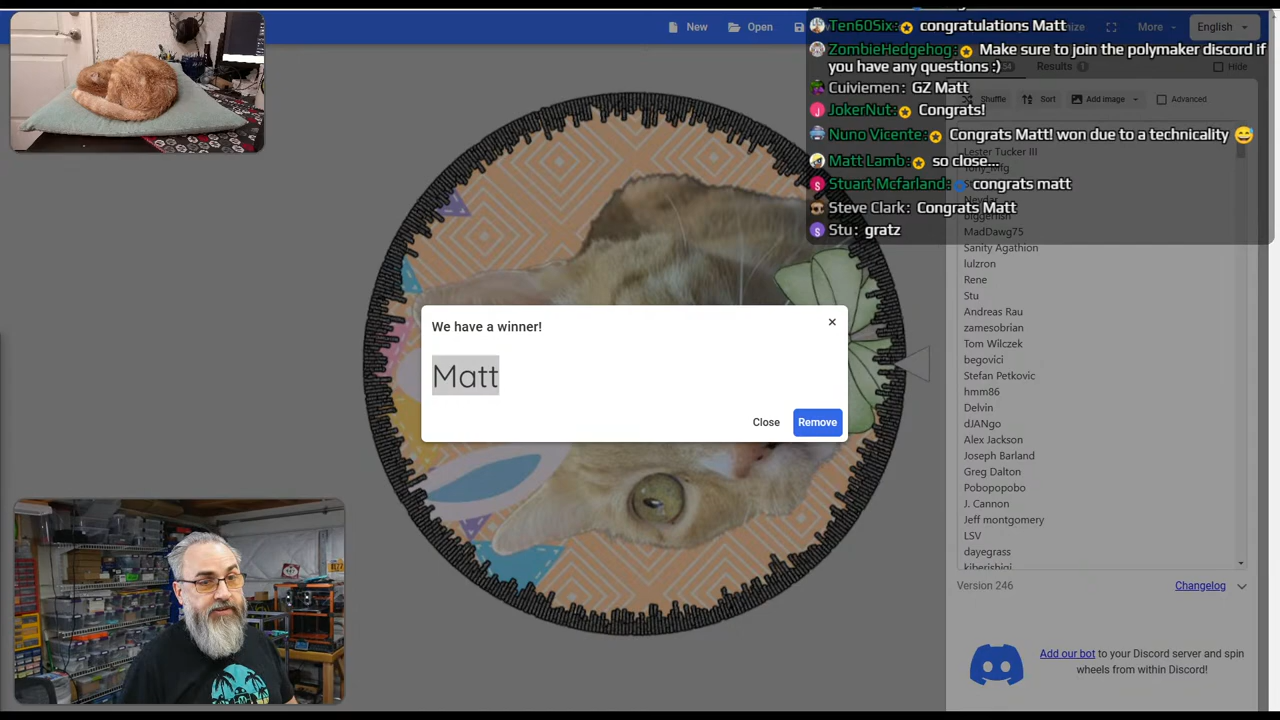 New
Open
More
English
Ten60Six: congratulations Matt
ZombieHedgehog: Make sure to join the polymaker discord if
you have any questions :)
Cuiviemen: GZ Matt
JokerNut: Congrats!
Nuno Vicente: Congrats Matt! won due to a technicality 😅
Matt Lamb: so close...
Stuart Mcfarland: congrats matt
Steve Clark: Congrats Matt
Stu: gratz
Results 1
Hide
Shuffle
Sort
Add image
Advanced
Lester Tucker III
MadDawg75
Sanity Agathion
lulzron
Rene
Stu
Andreas Rau
zamesobrian
Tom Wilczek
begovici
Stefan Petkovic
hmm86
Delvin
dJANgo
Alex Jackson
Joseph Barland
Greg Dalton
Pobopopobo
J. Cannon
Jeff montgomery
LSV
dayegrass
We have a winner!
×
Matt
Close
Remove
Version 246
Changelog
Add our bot to your Discord server and spin
wheels from within Discord!